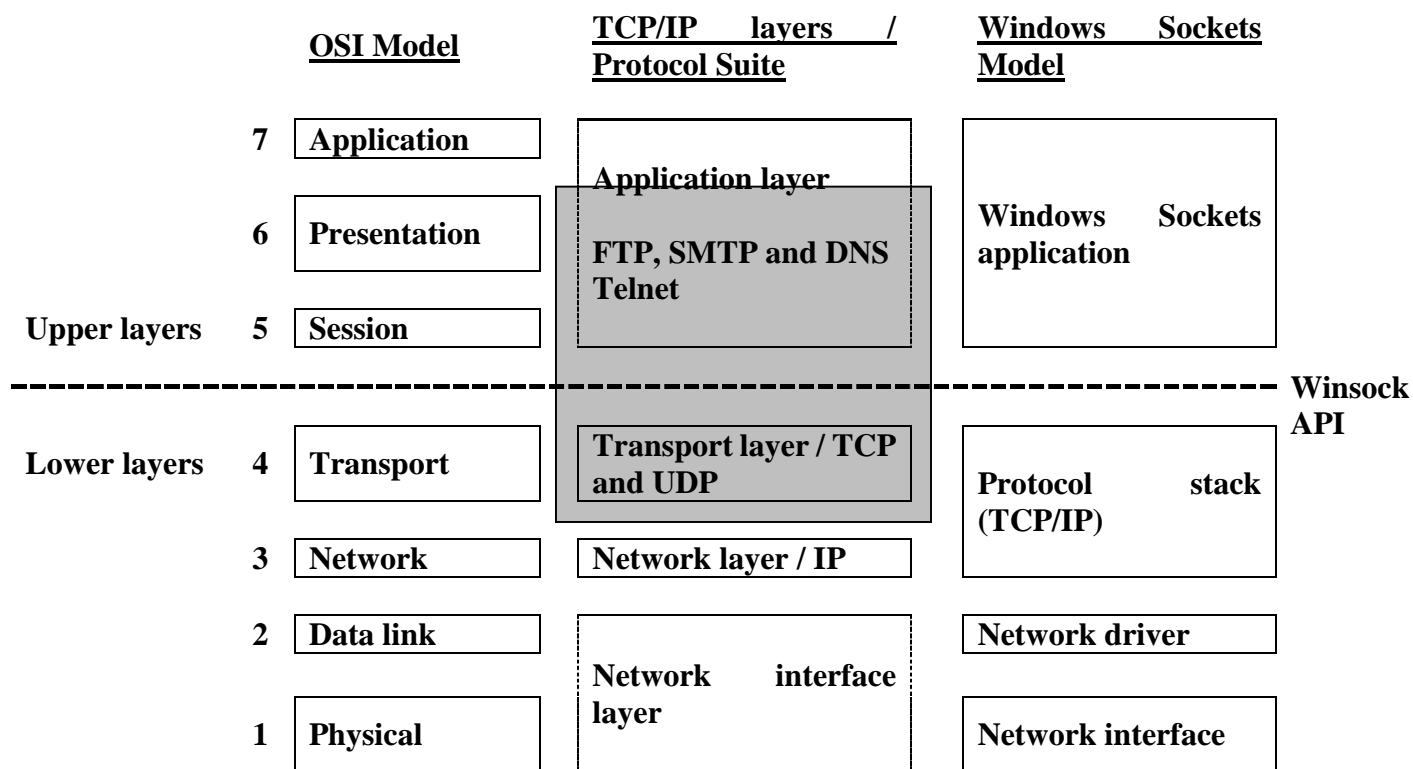 OSI Model
TCP/IP layers /
Protocol Suite
Windows Sockets
Model
7 Application
Application layer
6 Presentation
FTP, SMTP and DNS
Telnet
Windows Sockets
application
Upper layers 5 Session
Winsock
API
Lower layers 4 Transport
Transport layer / TCP
and UDP
Protocol stack
(TCP/IP)
3 Network
Network layer / IP
2 Data link
Network driver
Network interface
layer
1 Physical
Network interface